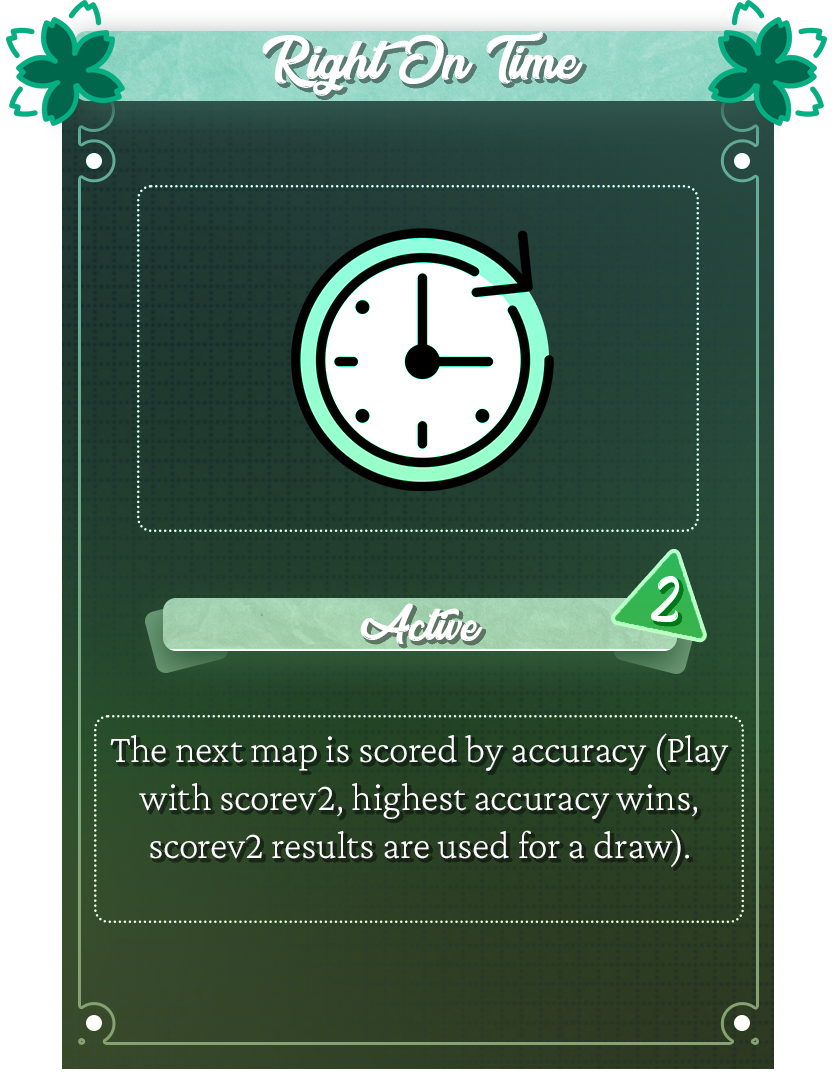 Right On Time
Active
2
The next map is scored by accuracy (Play
with scorev2, highest accuracy wins,
scorev2 results are used for a draw).